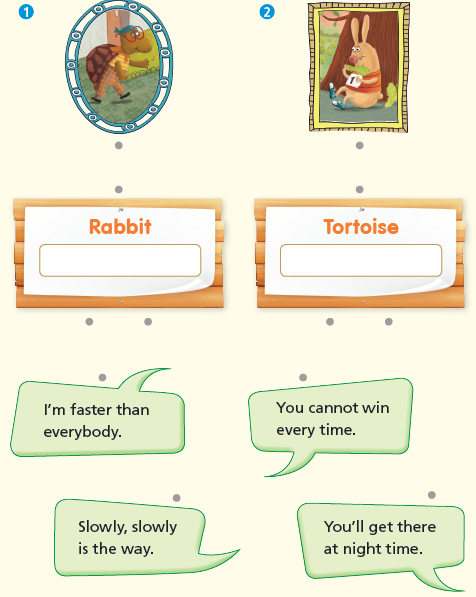 1
2
Rabbit
Tortoise
I'm faster than
everybody.
You cannot win
every time.
Slowly, slowly
is the way.
You'll get there
at night time.